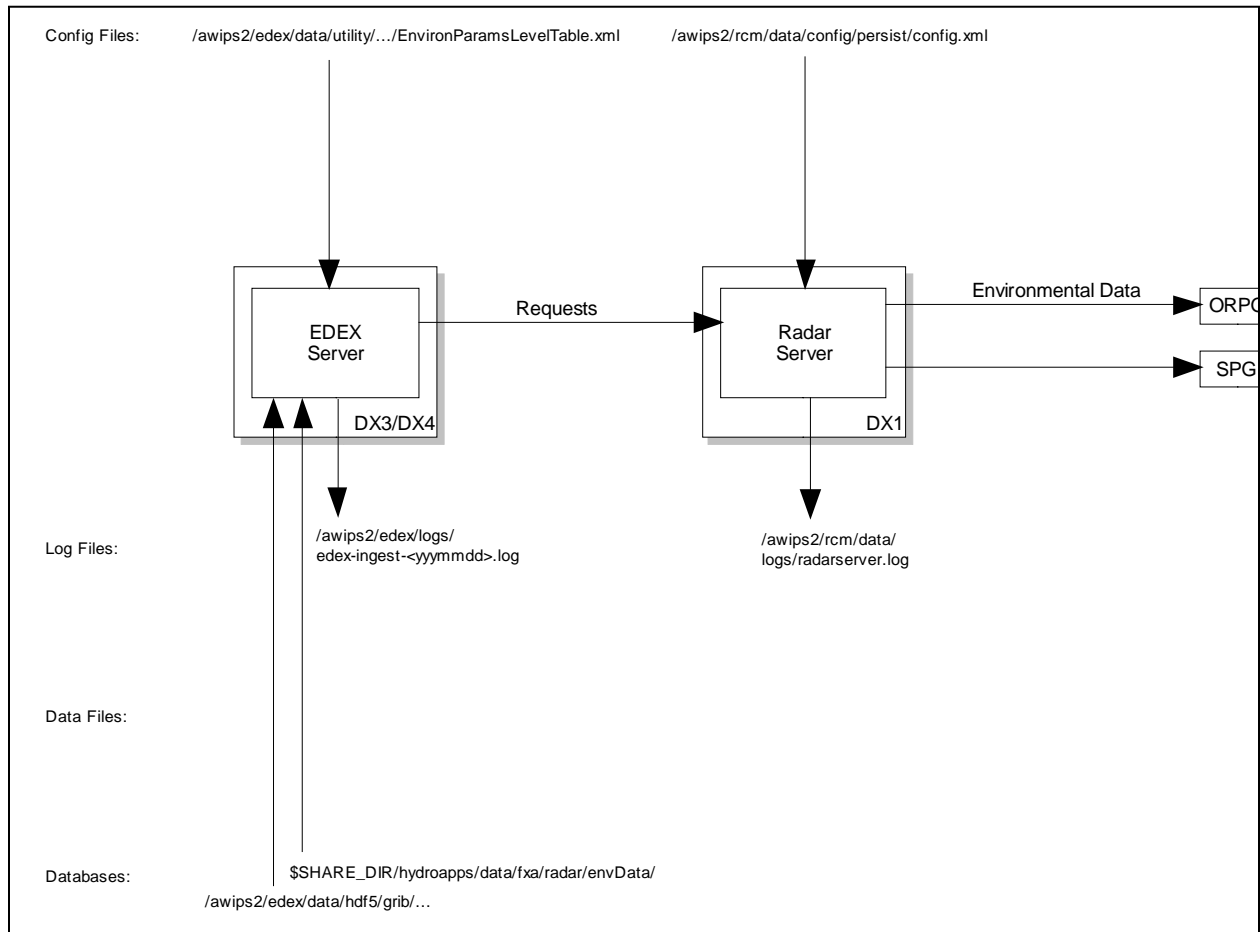 Config Files:
/awips2/edex/data/utility/…/EnvironParamsLevelTable.xml
/awips2/rcm/data/config/persist/config.xml
Environmental Data
Requests
EDEX
Server
Radar
Server
ORPG
SPG
DX3/DX4
DX1
Log Files:
/awips2/edex/logs/
edex-ingest-<yyymmdd>.log
/awips2/rcm/data/
logs/radarserver.log
Data Files:
Databases:
$SHARE_DIR/hydroapps/data/fxa/radar/envData/
/awips2/edex/data/hdf5/grib/…